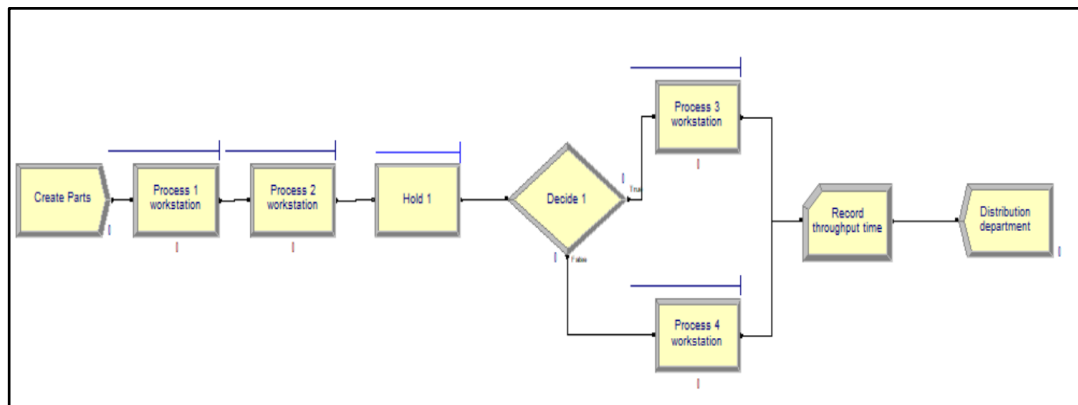 Create Parts
Process 1
workstation
Process 2
workstation
Hold 1
Decide 1
True
False
Process 3
workstation
Process 4
workstation
Record
throughput time
Distribution
department